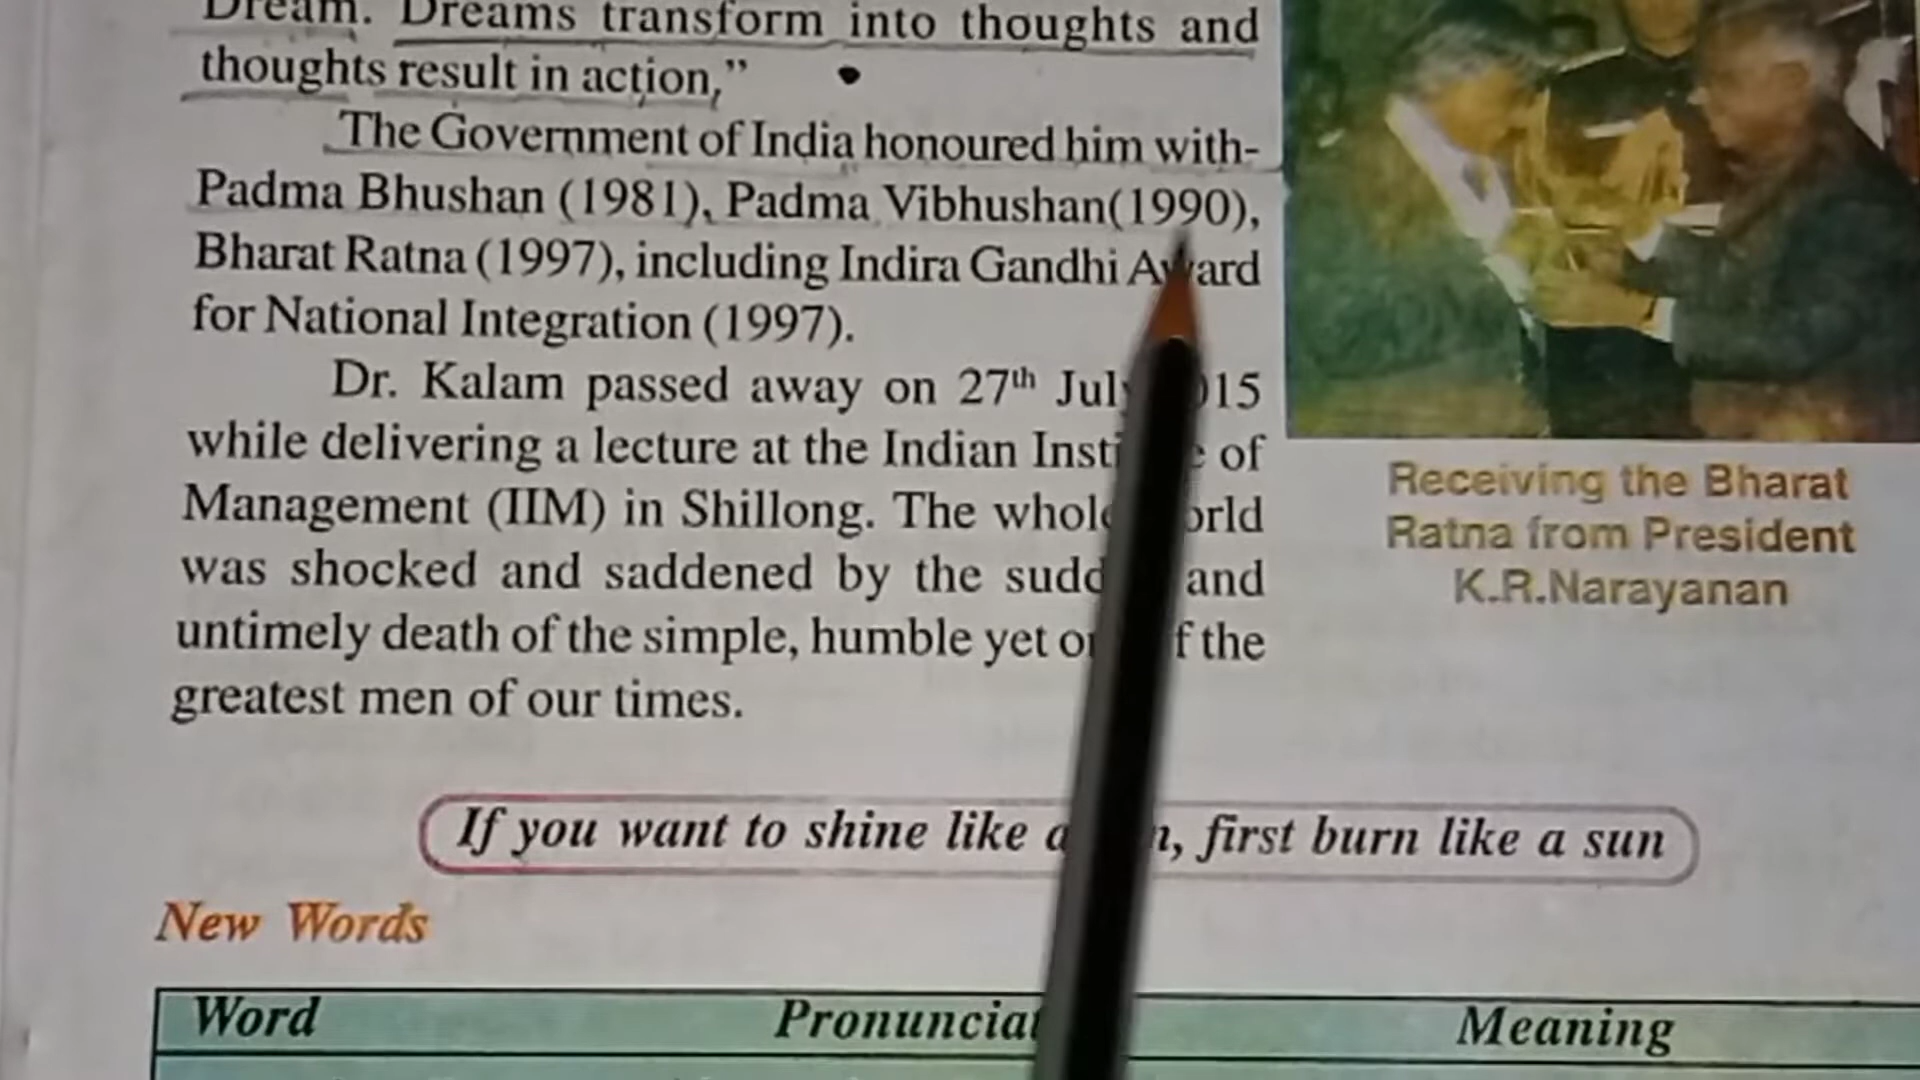 Dream. Dreams transform into thoughts and
thoughts result in action,”
The Government of India honoured him with-
Padma Bhushan (1981), Padma Vibhushan(1990),
Bharat Ratna (1997), including Indira Gandhi Award
for National Integration (1997).
Dr. Kalam passed away on 27th July 2015
while delivering a lecture at the Indian Institute of
Management (IIM) in Shillong. The whole world
was shocked and saddened by the sudden and
untimely death of the simple, humble yet one of the
greatest men of our times.
Receiving the Bharat
Ratna from President
K.R.Narayanan
If you want to shine like a sun, first burn like a sun
New Words
Word Pronunciation Meaning